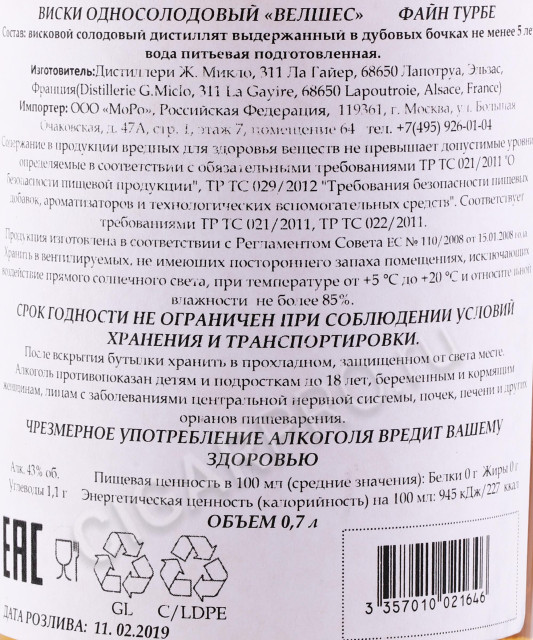 ВИСКИ ОДНОСОЛОДОВЫЙ «ВЕЛШЕС» ФАЙН ТУРБЕ
Состав: висковой солодовый дистиллят выдержанный в дубовых бочках не менее 5 лет
вода питьевая подготовленная.
Изготовитель:Дистиллери Ж. Микло, 311 Ла Гайер, 68650 Лапотруа, Эльзас,
Франция(Distillerie G.Miclo, 311 La Gayire, 68650 Lapoutroie, Alsace, France)
Импортер: ООО «МоРо», Российская Федерация, 119361, г. Москва, ул. Большая
Очаковская, д. 47А, стр. 1, этаж 7, помещение 64 тел. +7(495) 926-01-04
Содержание в продукции вредных для здоровья веществ не превышает допустимые уровни
определяемые в соответствии с обязательными требованиями ТР ТС 021/2011 "О
безопасности пищевой продукции", ТР ТС 029/2012 "Требования безопасности пищевых
добавок, ароматизаторов и технологических вспомогательных средств". Соответствует
требованиями ТР ТС 021/2011, ТР ТС 022/2011.
Продукция изготовлена в соответствии с Регламентом Совета ЕС № 110/2008 от 15.01.2008 года.
Хранить в вентилируемых, не имеющих постороннего запаха помещениях, исключающих
воздействие прямого солнечного света, при температуре от +5 °С до +20 °С и относительной
влажности не более 85%.
СРОК ГОДНОСТИ НЕ ОГРАНИЧЕН ПРИ СОБЛЮДЕНИИ УСЛОВИЙ
ХРАНЕНИЯ И ТРАНСПОРТИРОВКИ.
После вскрытия бутылки хранить в прохладном, защищенном от света месте.
Алкоголь противопоказан детям и подросткам до 18 лет, беременным и кормящим
женщинам, лицам с заболеваниями центральной нервной системы, почек, печени и других
органов пищеварения.
ЧРЕЗМЕРНОЕ УПОТРЕБЛЕНИЕ АЛКОГОЛЯ ВРЕДИТ ВАШЕМУ
ЗДОРОВЬЮ
Алк. 43% об.
Углеводы 1,1 г
Пищевая ценность в 100 мл (средние значения): Белки 0 г Жиры 0 г
Энергетическая ценность (калорийность) на 100 мл: 945 кДж/227 ккал
ОБЪЕМ 0,7 л
EAC
GL
C/LDPE
3 357010 021646
ДАТА РОЗЛИВА: 11.02.2019